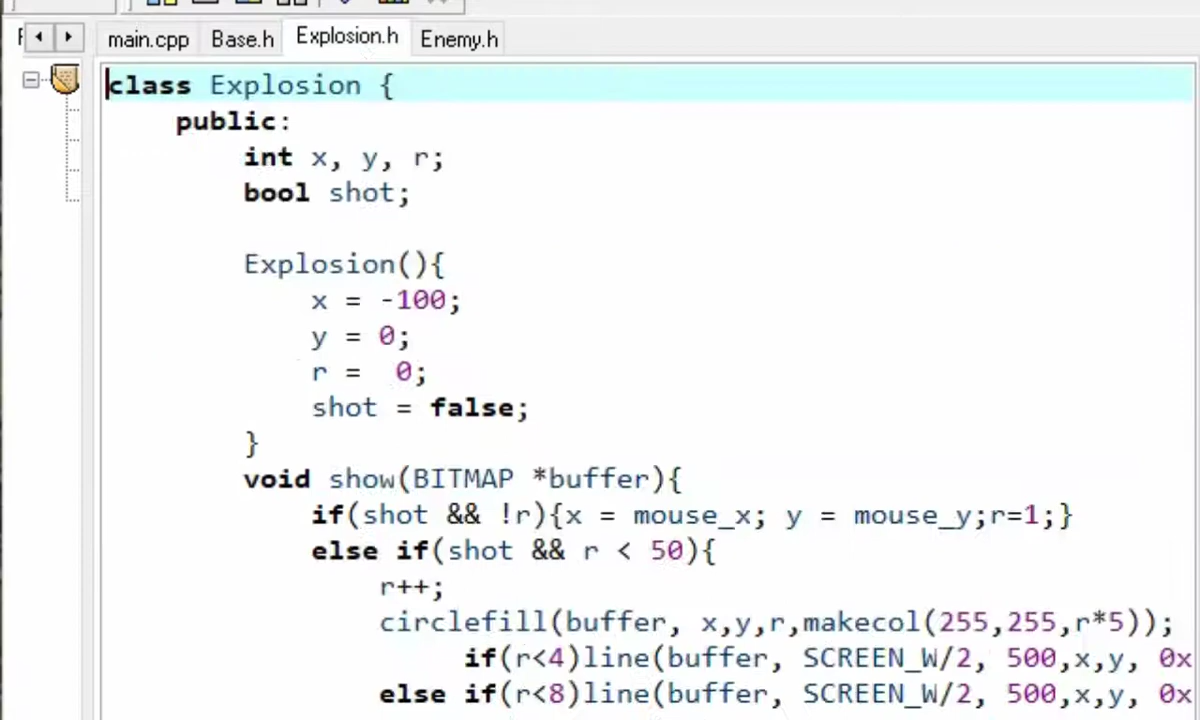 main.cpp Base.h Explosion.h Enemy.h
class Explosion {
public:
int x, y, r;
bool shot;
Explosion(){
x = -100;
y = 0;
r =  0;
shot = false;
}
void show(BITMAP *buffer){
if(shot && !r){x = mouse_x; y = mouse_y;r=1;}
else if(shot && r < 50){
r++;
circlefill(buffer, x,y,r,makecol(255,255,r*5));
if(r<4)line(buffer, SCREEN_W/2, 500,x,y, 0x
else if(r<8)line(buffer, SCREEN_W/2, 500,x,y, 0x